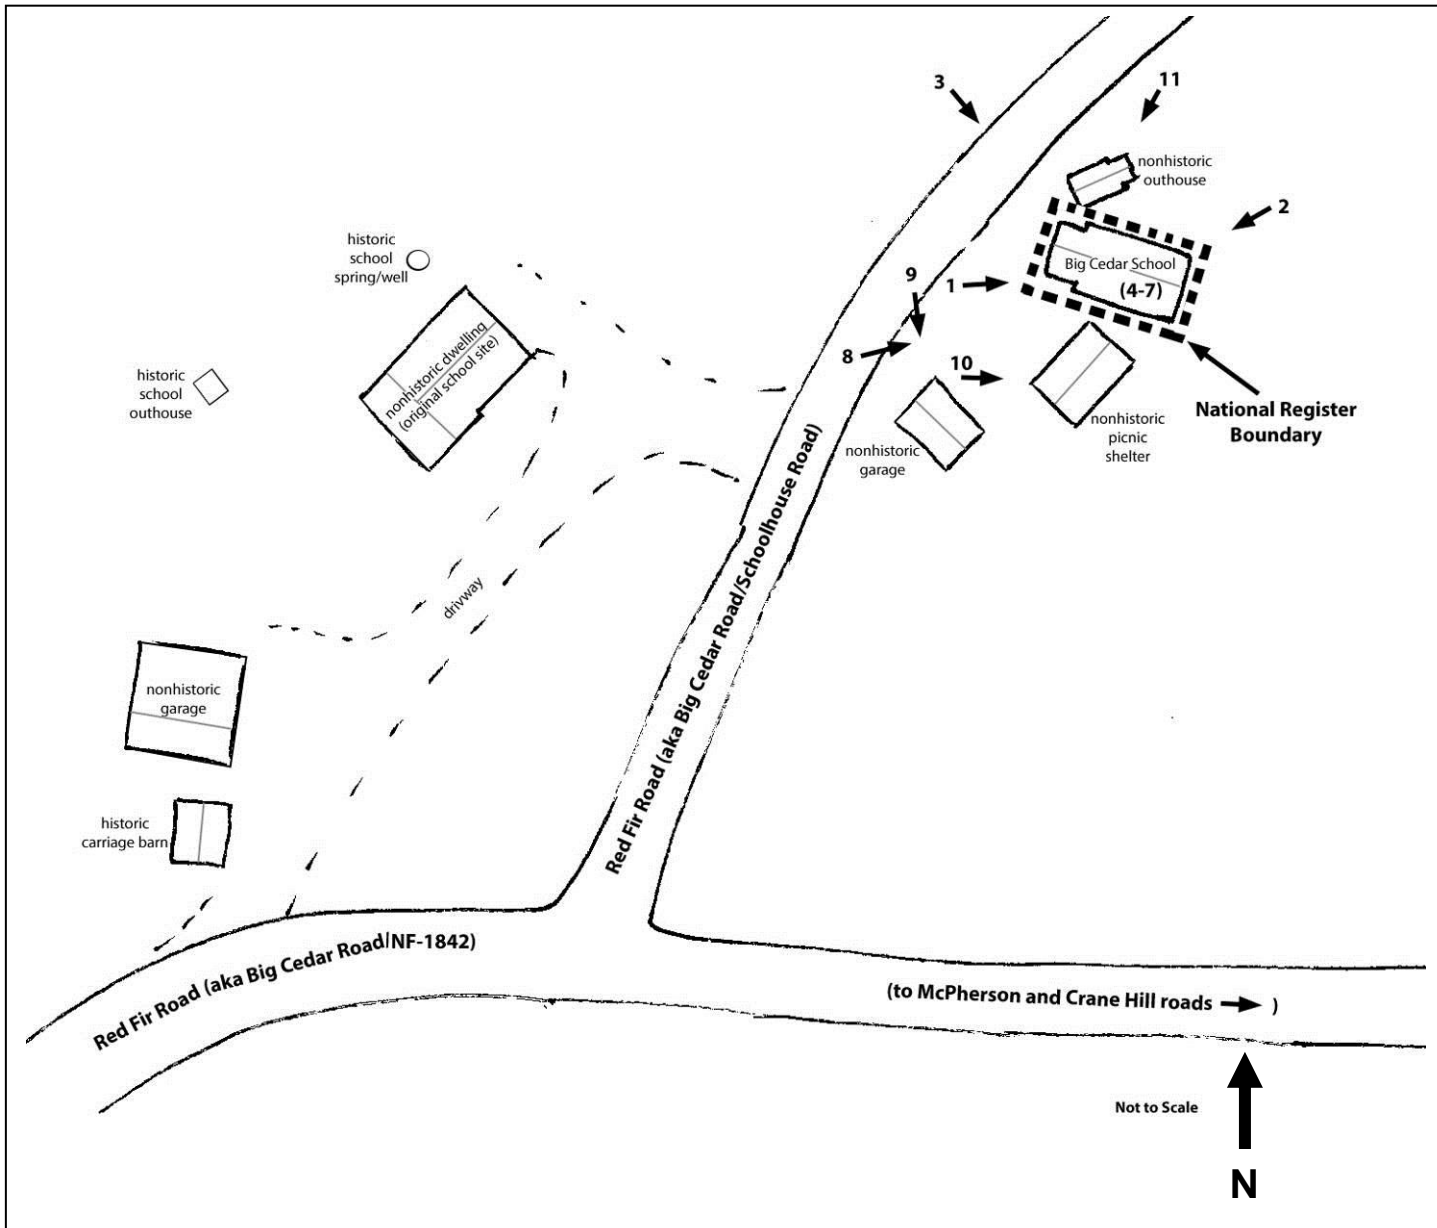 3
11
nonhistoric
outhouse
2
historic
school
spring/well
Big Cedar School
(4-7)
9
1
8
10
historic
school
outhouse
nonhistoric dwelling
(original school site)
National Register
Boundary
nonhistoric
picnic
shelter
nonhistoric
garage
Red Fir Road (aka Big Cedar Road/Schoolhouse Road)
drivway
nonhistoric
garage
historic
carriage barn
Red Fir Road (aka Big Cedar Road/NF-1842)
(to McPherson and Crane Hill roads )
Not to Scale
N